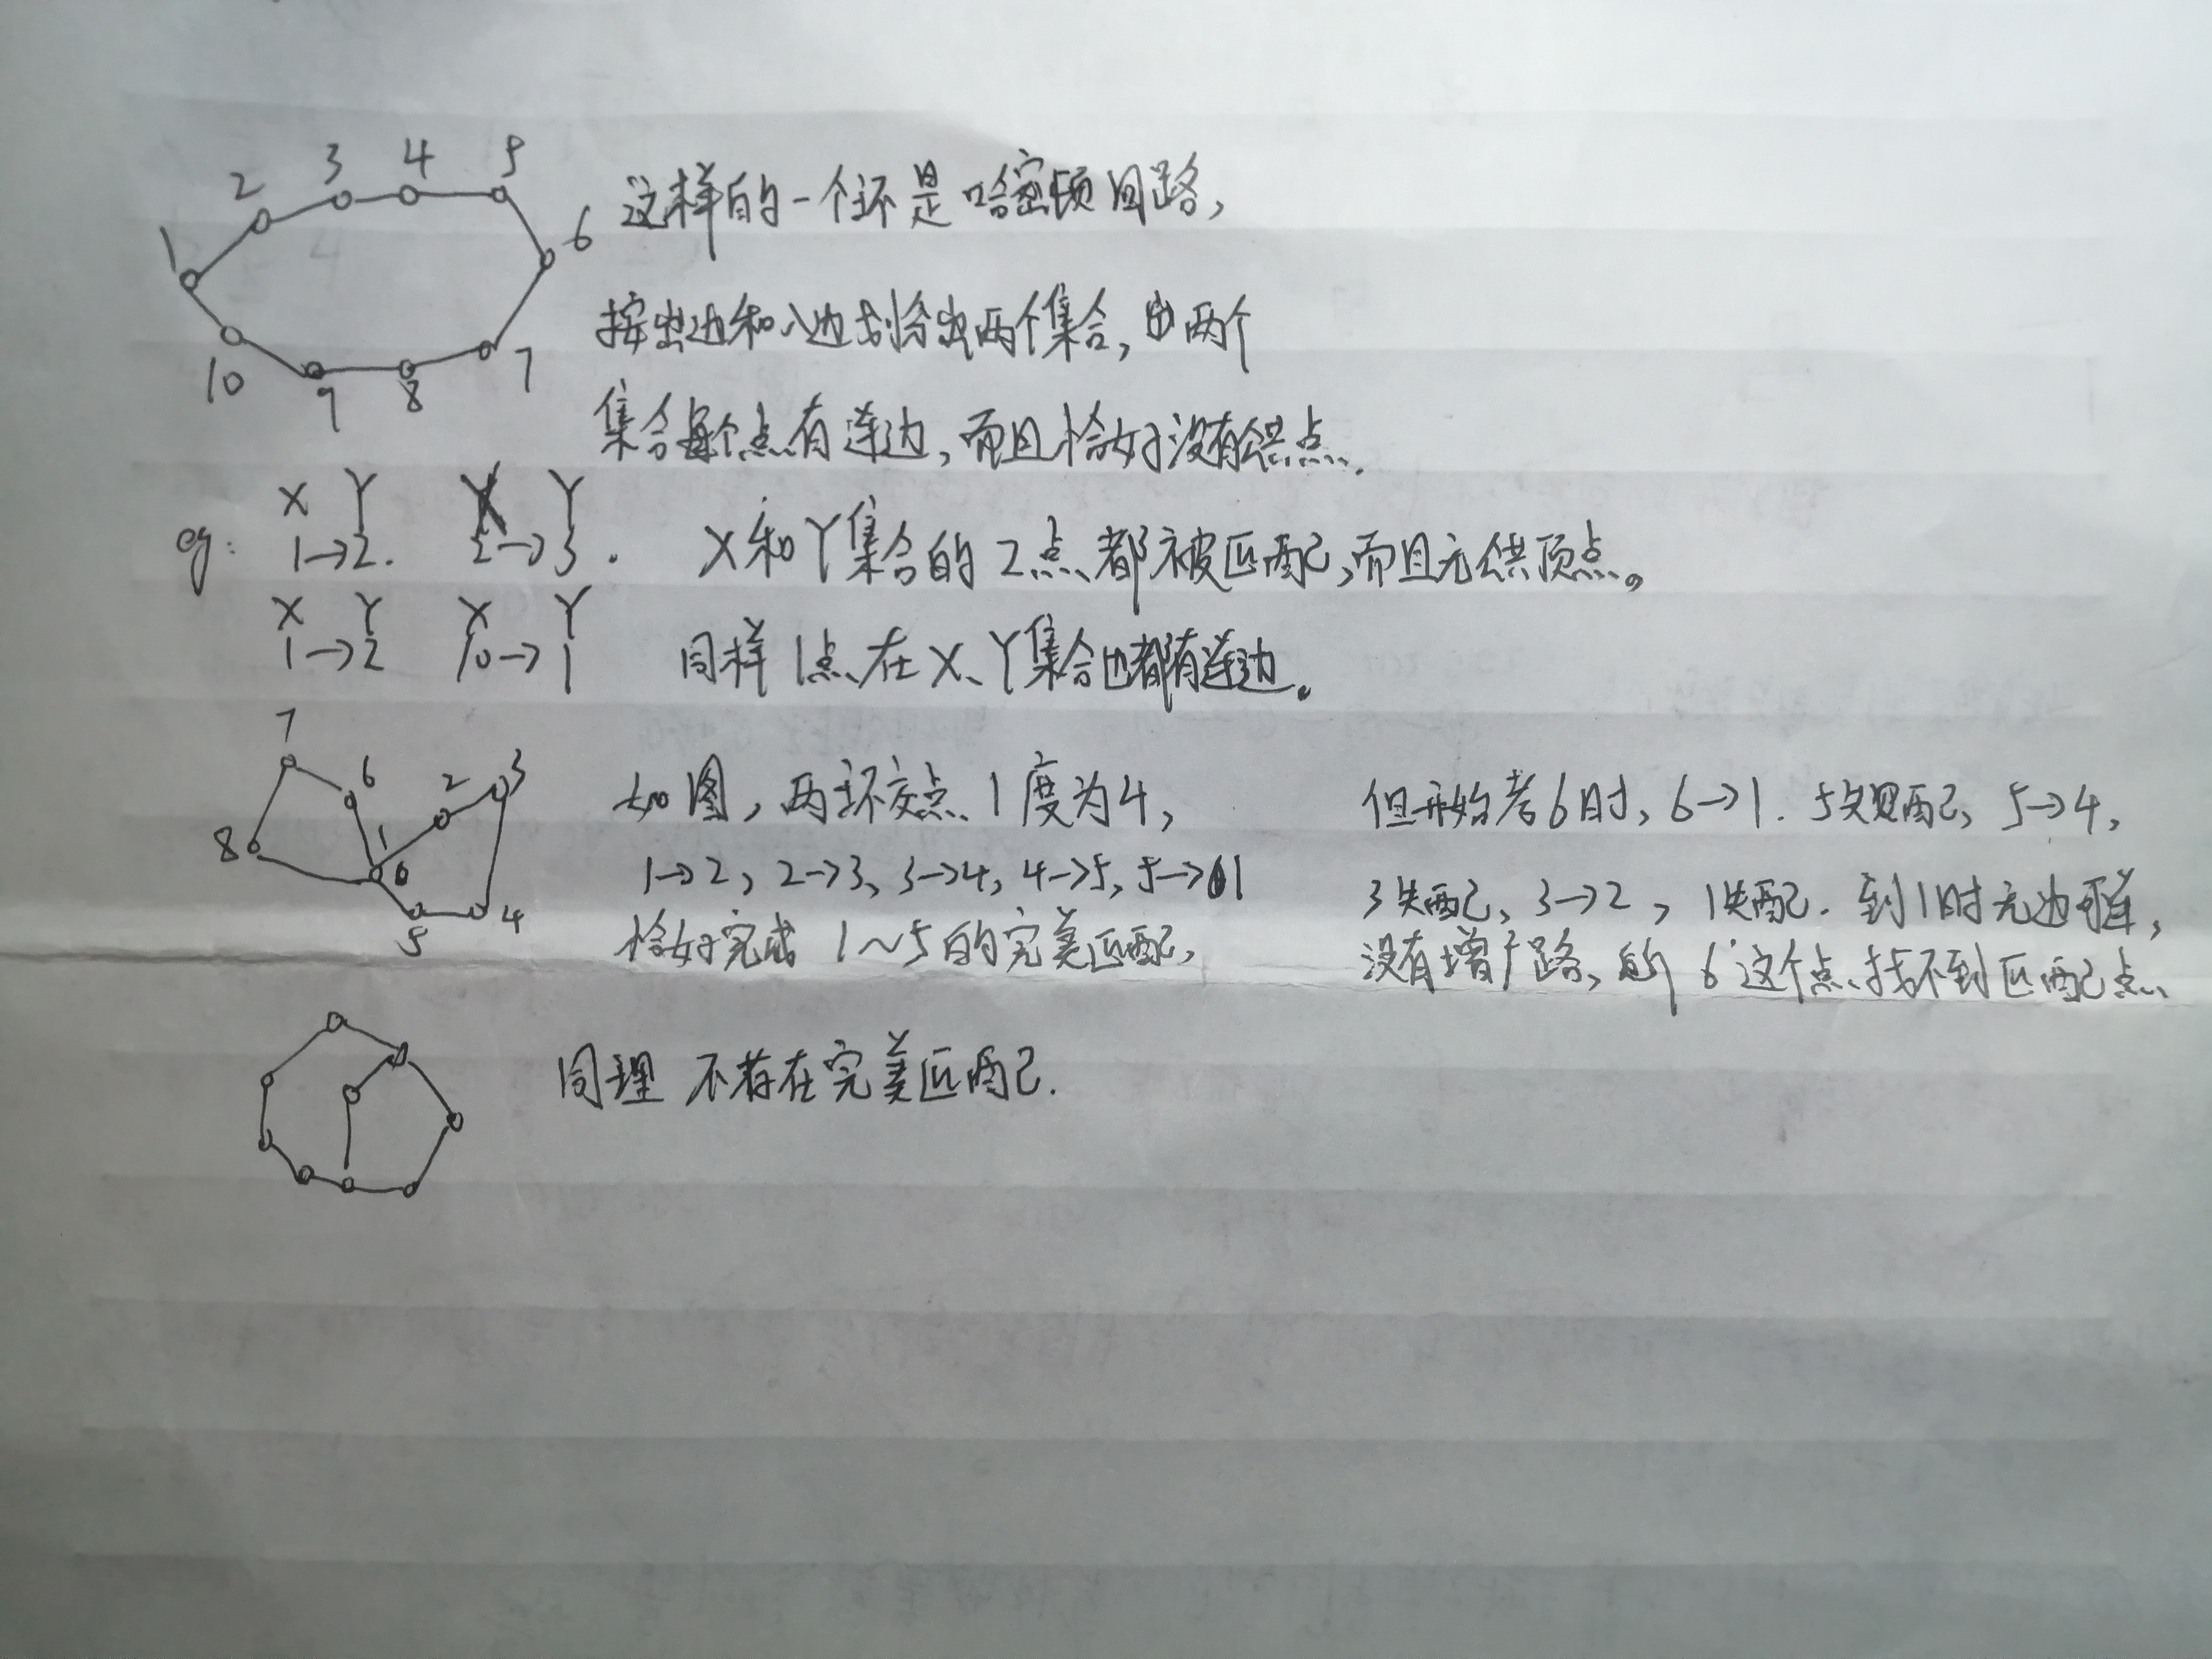 1 2 3 4 5 6 7 8 9 10
这样的一个环是哈密顿回路,
按出边和入边划分出两个集合, 由两个
集合每个点有连边, 而且恰好没有公共点.
X Y Y
eg: 1→2. 2→3. X和Y集合的2点都被匹配, 而且无公共顶点。
X Y X Y
1→2 10→1 同样1点在X、Y集合也都有连边。
7 6 2 3 8 1 5 4
如图, 两环交点1度为4,
1→2, 2→3, 3→4, 4→5, 5→1
恰好完成 1~5的完美匹配,
但开始考6时, 6→1. 5失配, 5→4,
3失配, 3→2, 1失配. 到1时无边可连,
没有增广路, 6这个点找不到匹配点
同理 不存在完美匹配.